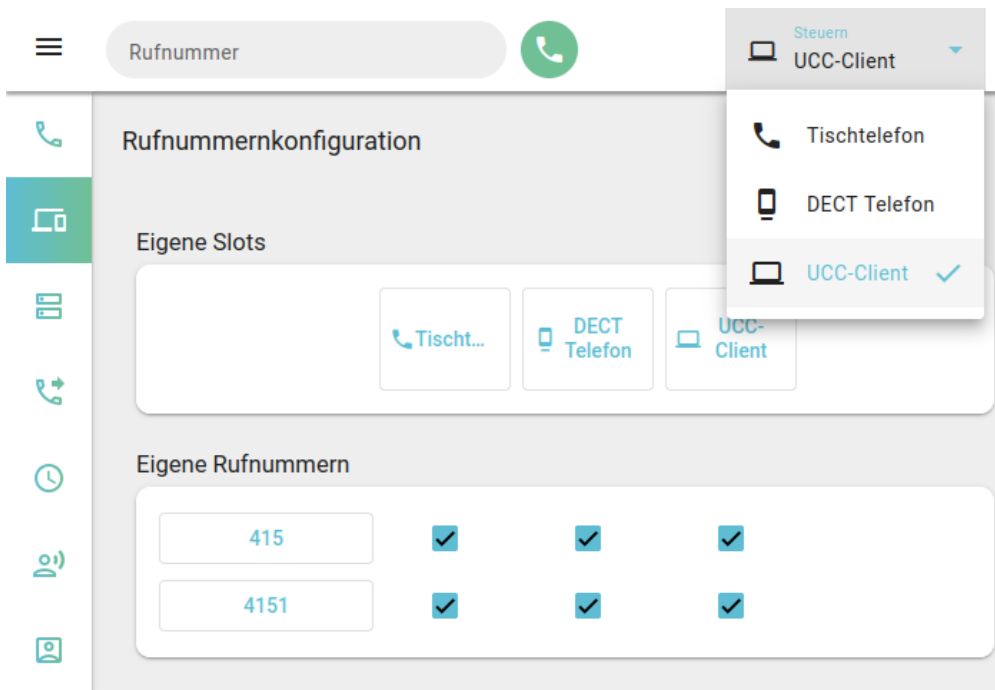 Rufnummer
Steuern
UCC-Client
Tischtelefon
DECT Telefon
UCC-Client
Rufnummernkonfiguration
Eigene Slots
Tischt...
DECT
Telefon
UCC-
Client
Eigene Rufnummern
415
4151